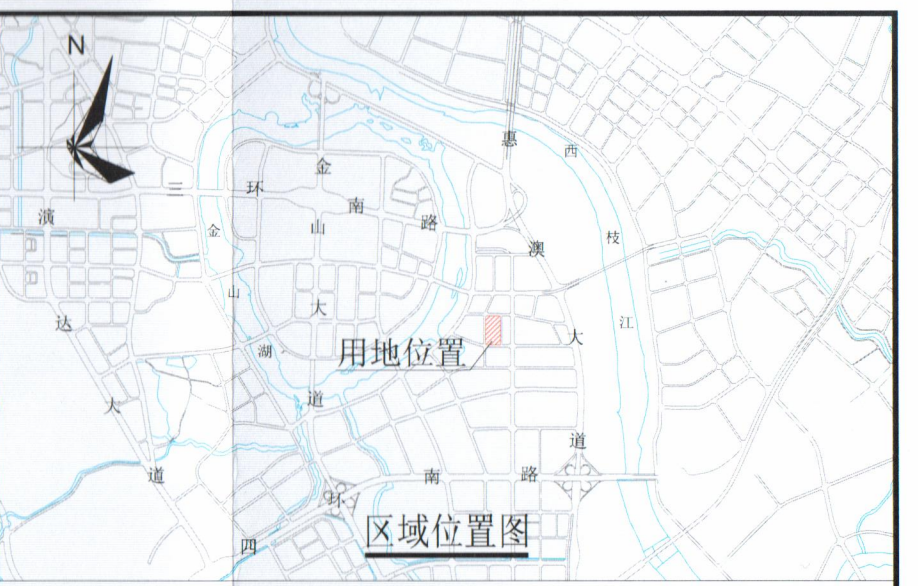 N
三环南路
金山大道
惠澳大道
西枝江
演达大道
金山湖
用地位置
四环南路
区域位置图